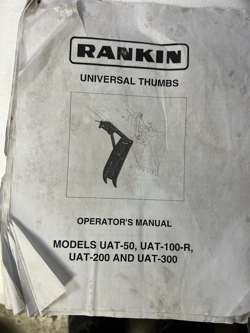 RANKIN
UNIVERSAL THUMBS
OPERATOR'S MANUAL
MODELS UAT-50, UAT-100-R,
UAT-200 AND UAT-300